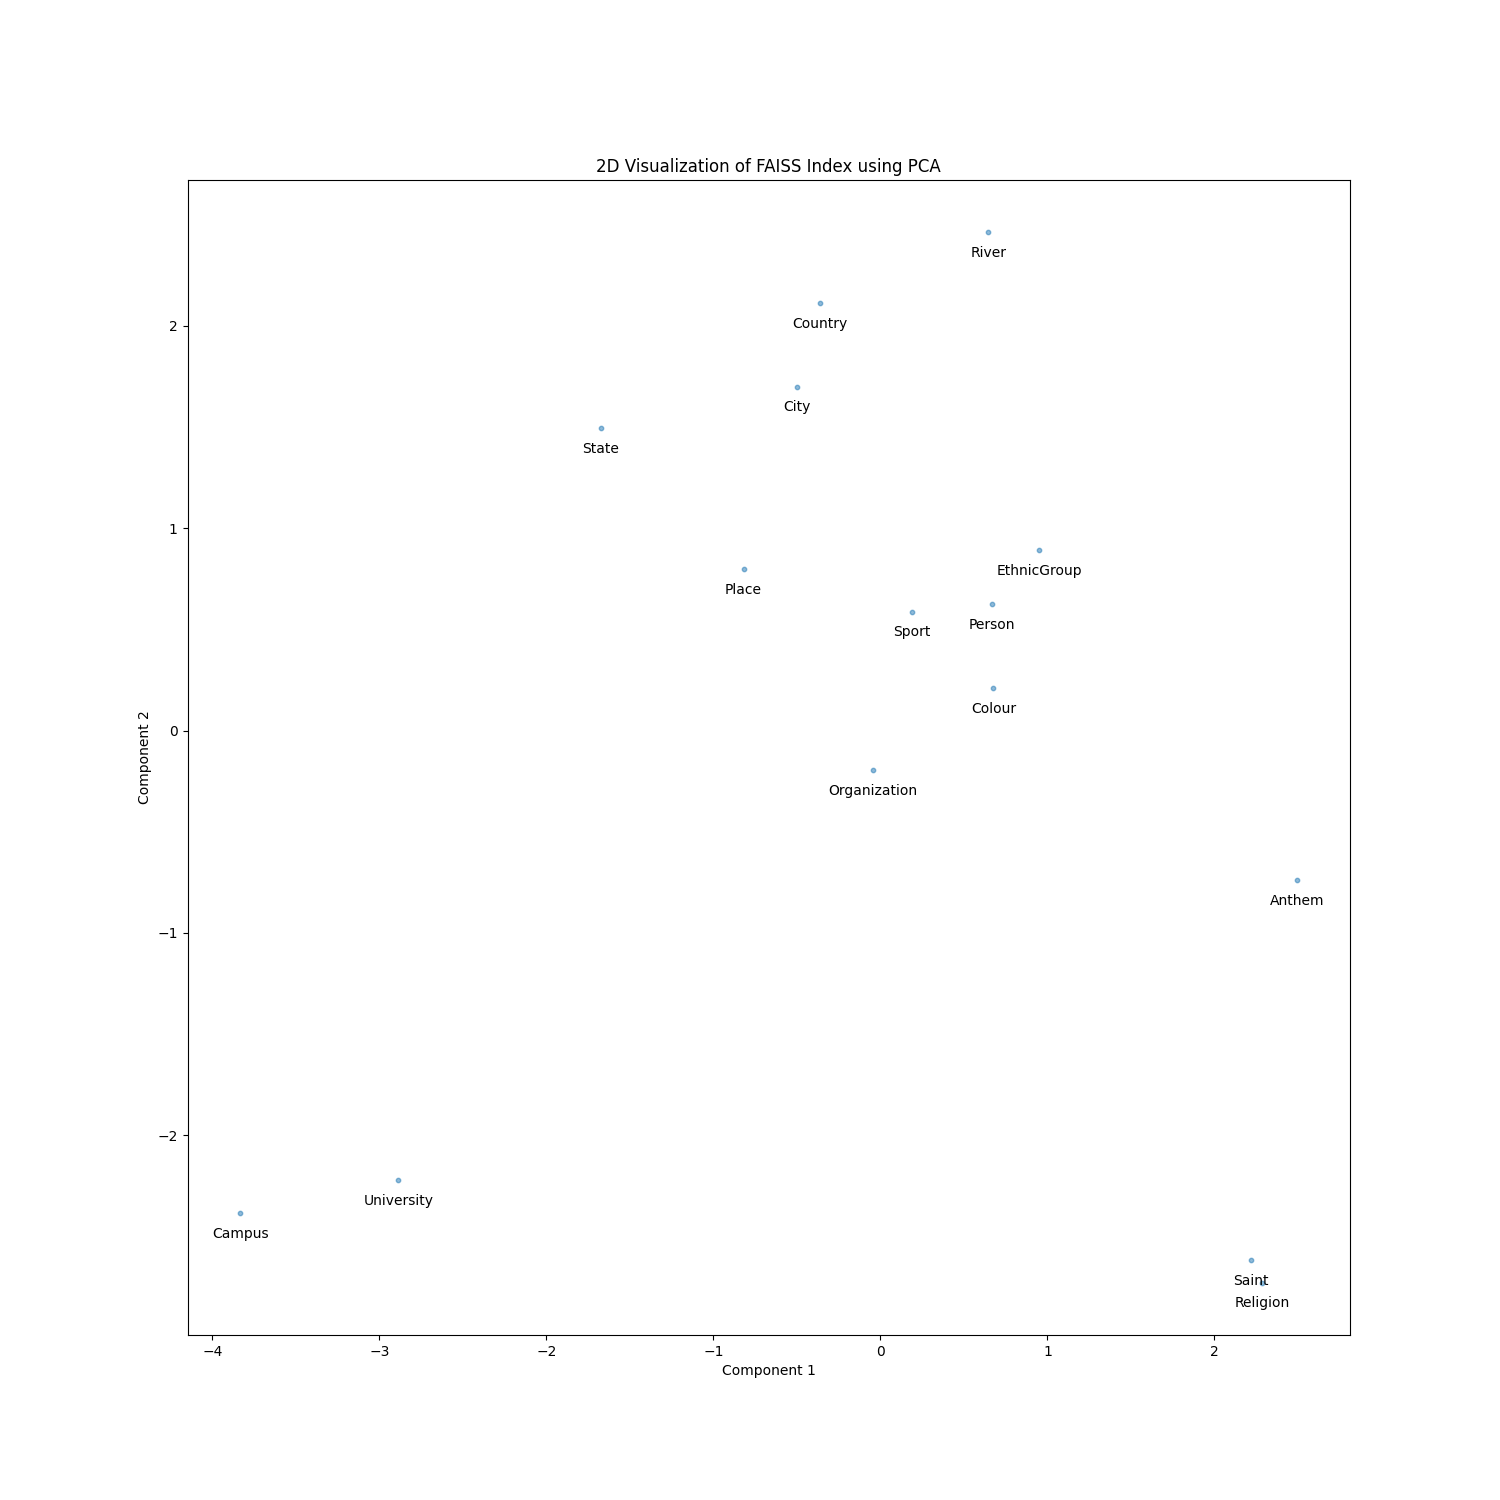 2D Visualization of FAISS Index using PCA
River
Country
2
City
State
1
EthnicGroup
Place
Person
Sport
Colour
0
Component 2
Organization
Anthem
−1
−2
University
Campus
Saint
Religion
−4 −3 −2 −1 0 1 2
Component 1